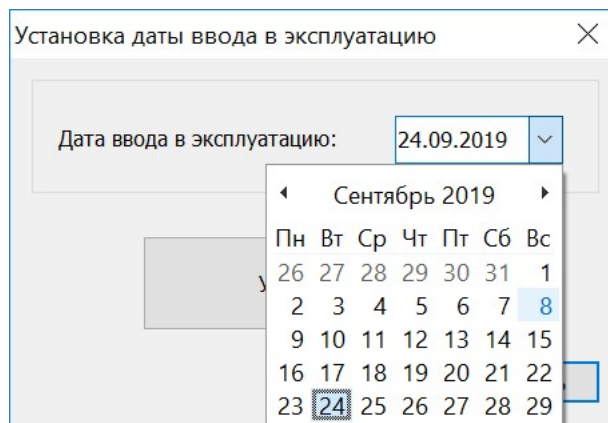 Установка даты ввода в эксплуатацию
Дата ввода в эксплуатацию: 24.09.2019
Сентябрь 2019
Пн Вт Ср Чт Пт Сб Вс
26 27 28 29 30 31 1
2 3 4 5 6 7 8
9 10 11 12 13 14 15
16 17 18 19 20 21 22
23 24 25 26 27 28 29